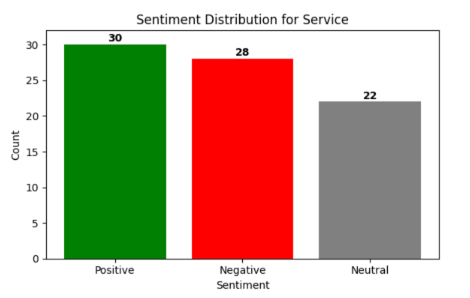 Sentiment Distribution for Service
30
28
22
30
25
20
15
10
5
0
Count
Positive Negative Neutral
Sentiment